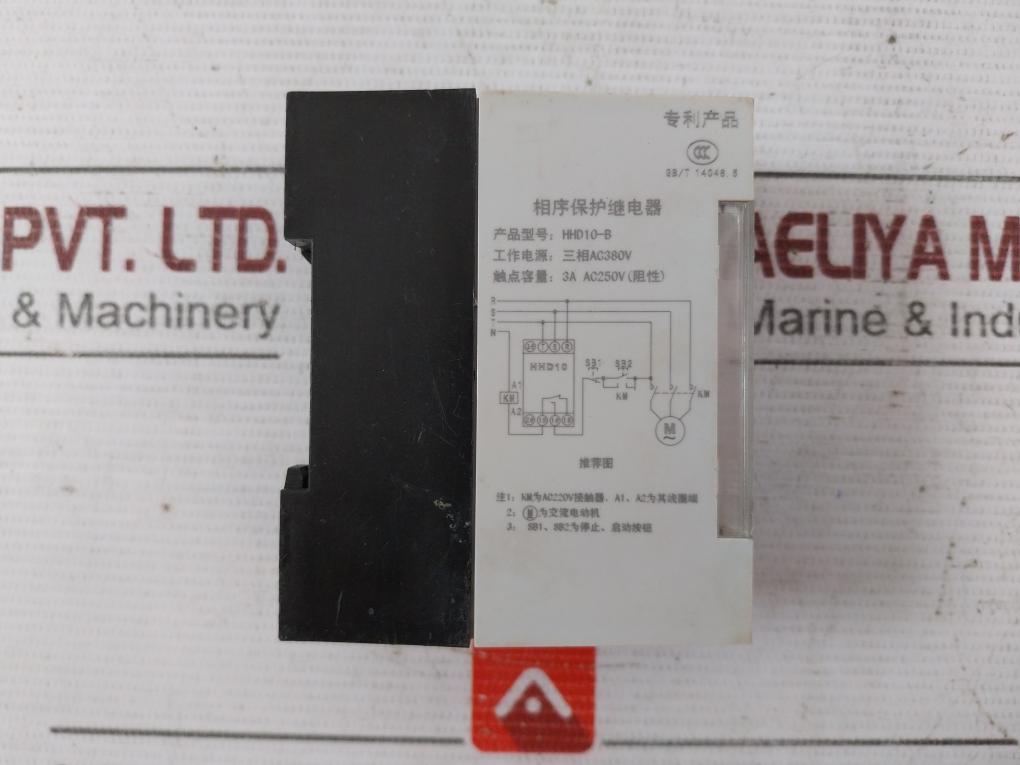 专利产品
CCC
GB/T 14048.5
PVT. LTD.
& Machinery
AELIYA M
Marine & Indu
相序保护继电器
产品型号：HHD10-B
工作电源：三相AC380V
触点容量：3A AC250V(阻性)
R
S
T
N
T S R
HHD10
SB1 SB2
A1
KM
KM
KM
A2
M
~
推荐图
注1：KM为AC220V接触器．A1、A2为其线圈端
2：M为交流电动机
3： SB1、SB2为停止、启动按钮